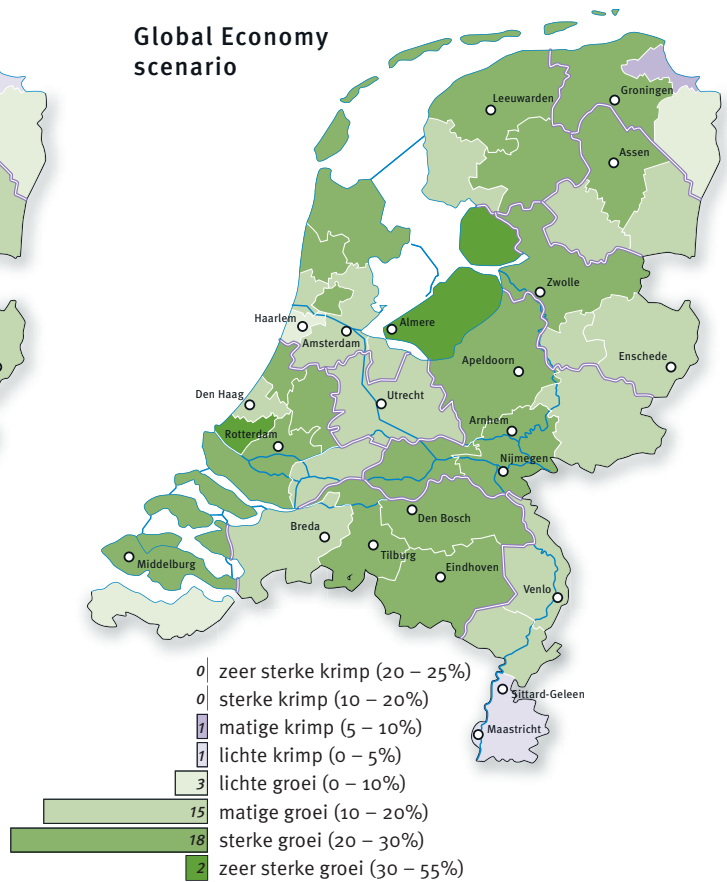 Global Economy
scenario
Leeuwarden
Groningen
Assen
Zwolle
Haarlem
Almere
Amsterdam
Apeldoorn
Enschede
Den Haag
Utrecht
Arnhem
Rotterdam
Nijmegen
Den Bosch
Breda
Tilburg
Middelburg
Eindhoven
Venlo
Sittard-Geleen
Maastricht
0 zeer sterke krimp (20 – 25%)
0 sterke krimp (10 – 20%)
1 matige krimp (5 – 10%)
1 lichte krimp (0 – 5%)
3 lichte groei (0 – 10%)
15 matige groei (10 – 20%)
18 sterke groei (20 – 30%)
2 zeer sterke groei (30 – 55%)